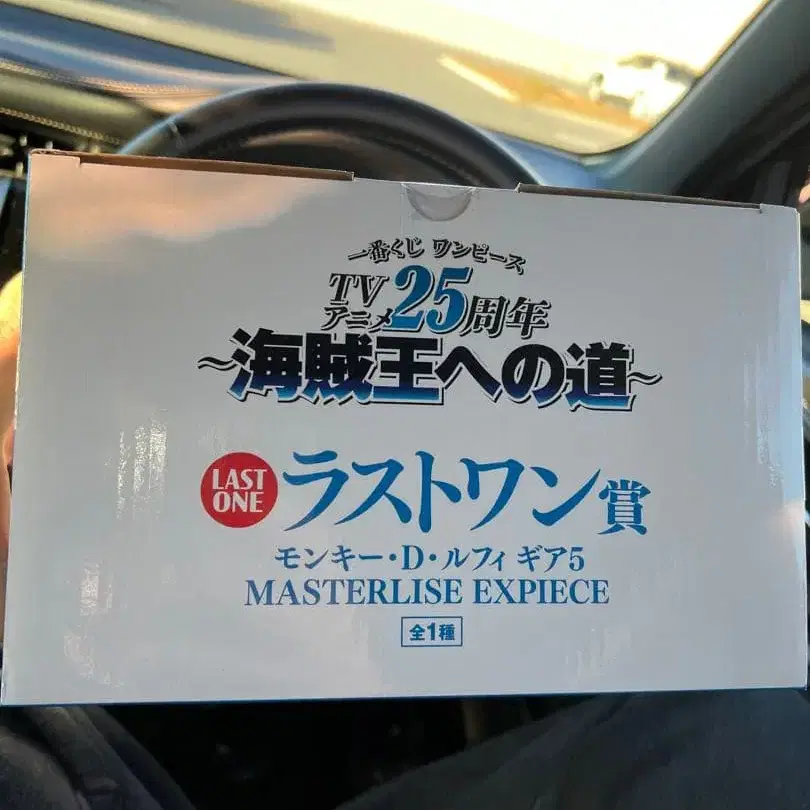 一番くじ ワンピース
TV
アニメ25周年
~海賊王への道~
LAST
ONE
ラストワン賞
モンキー・D・ルフィ ギア5
MASTERLISE EXPIECE
全1種